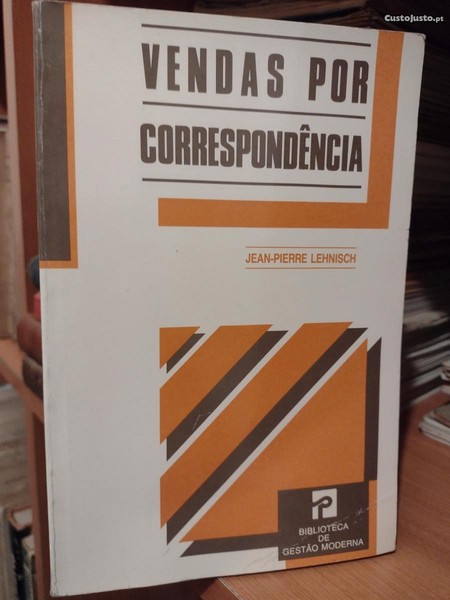 CustoJusto.pt
VENDAS POR
CORRESPONDÊNCIA
JEAN-PIERRE LEHNISCH
BIBLIOTECA
DE
GESTÃO MODERNA